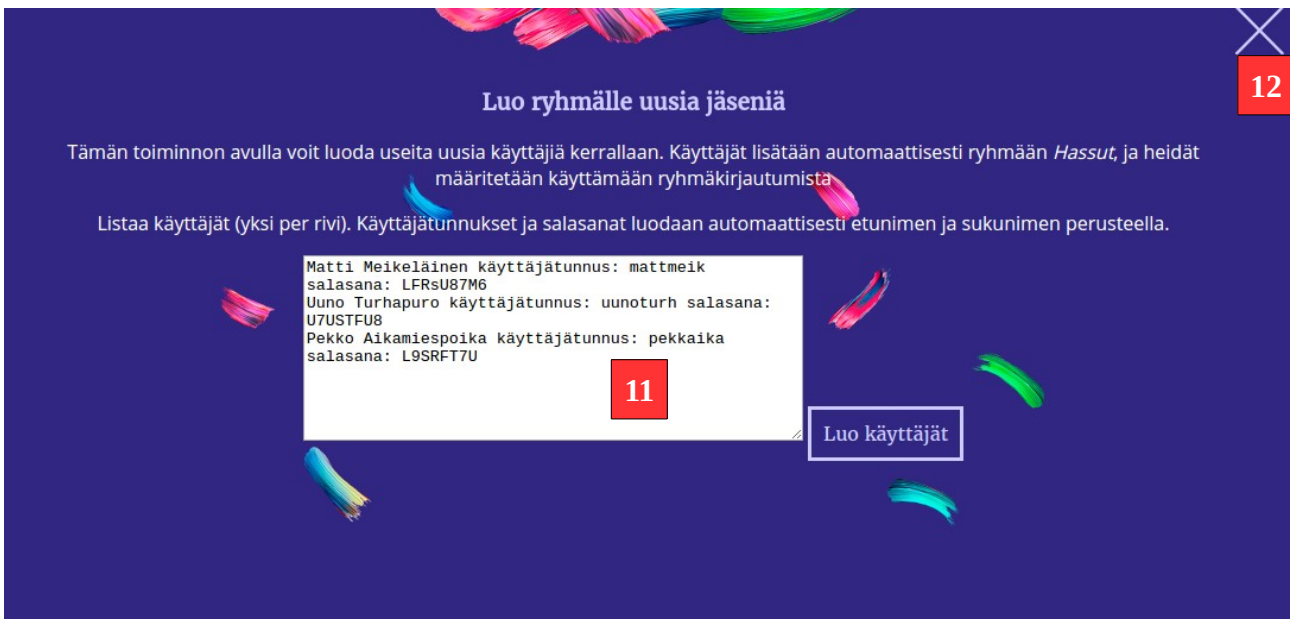 12
Luo ryhmälle uusia jäseniä
Tämän toiminnon avulla voit luoda useita uusia käyttäjiä kerrallaan. Käyttäjät lisätään automaattisesti ryhmään Hassut, ja heidät
määritetään käyttämään ryhmäkirjautumista
Listaa käyttäjät (yksi per rivi). Käyttäjätunnukset ja salasanat luodaan automaattisesti etunimen ja sukunimen perusteella.
Matti Meikeläinen käyttäjätunnus: mattmeik
salasana: LFRsU87M6
Uuno Turhapuro käyttäjätunnus: uunoturh salasana:
U7USTFU8
Pekko Aikamiespoika käyttäjätunnus: pekkaika
salasana: L9SRFT7U
11
Luo käyttäjät